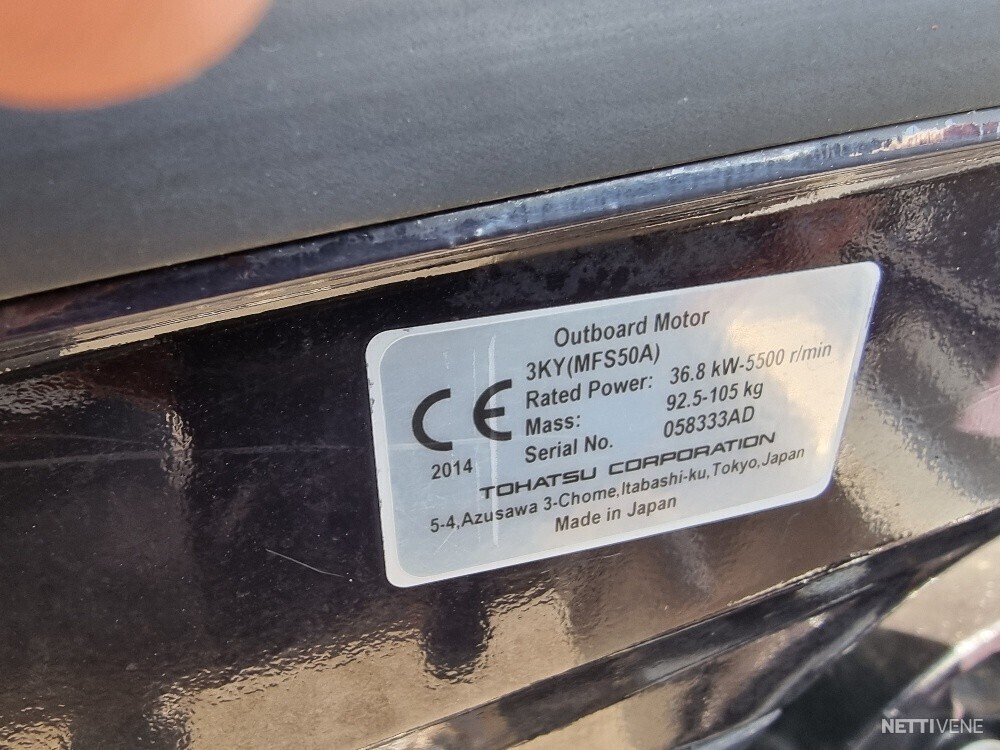 Outboard Motor
3KY(MFS50A)
Rated Power: 36.8 kW-5500 r/min
Mass: 92.5-105 kg
Serial No. 058333AD
CE
2014
TOHATSU CORPORATION
5-4,Azusawa 3-Chome,Itabashi-ku,Tokyo,Japan
Made in Japan
NETTIVENE